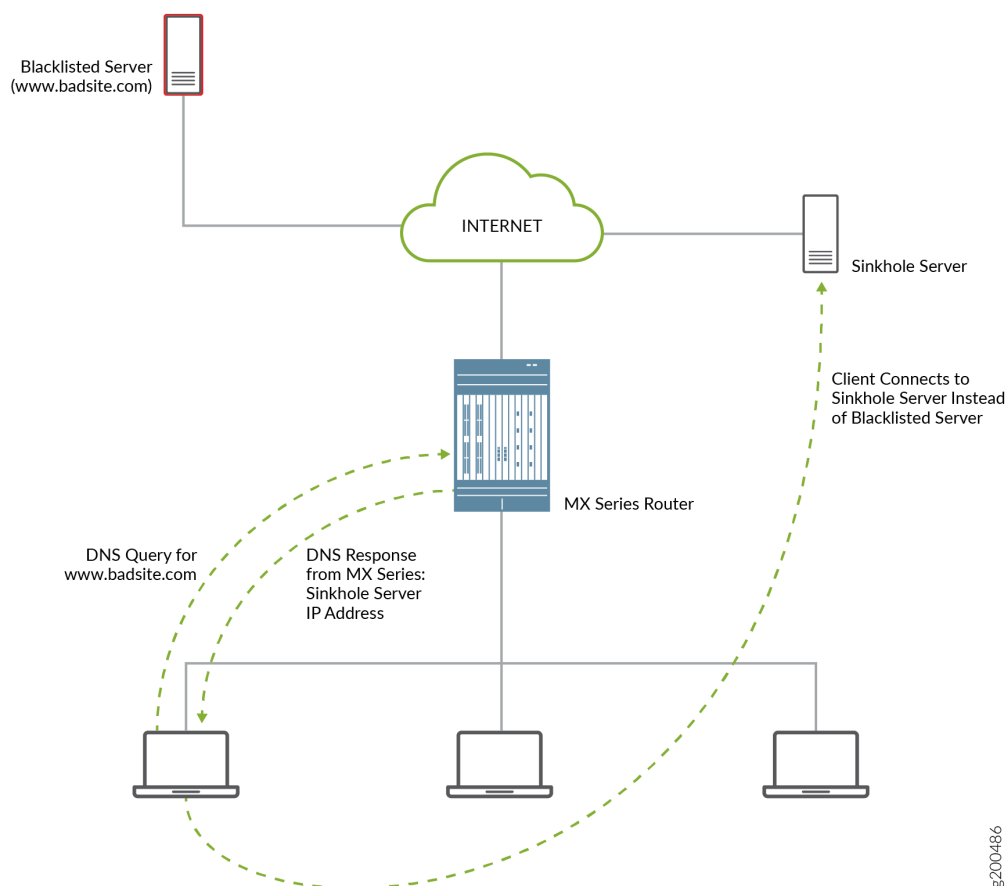 Blacklisted Server
(www.badsite.com)
INTERNET
Sinkhole Server
Client Connects to
Sinkhole Server Instead
of Blacklisted Server
MX Series Router
DNS Query for
www.badsite.com
DNS Response
from MX Series:
Sinkhole Server
IP Address
g200486